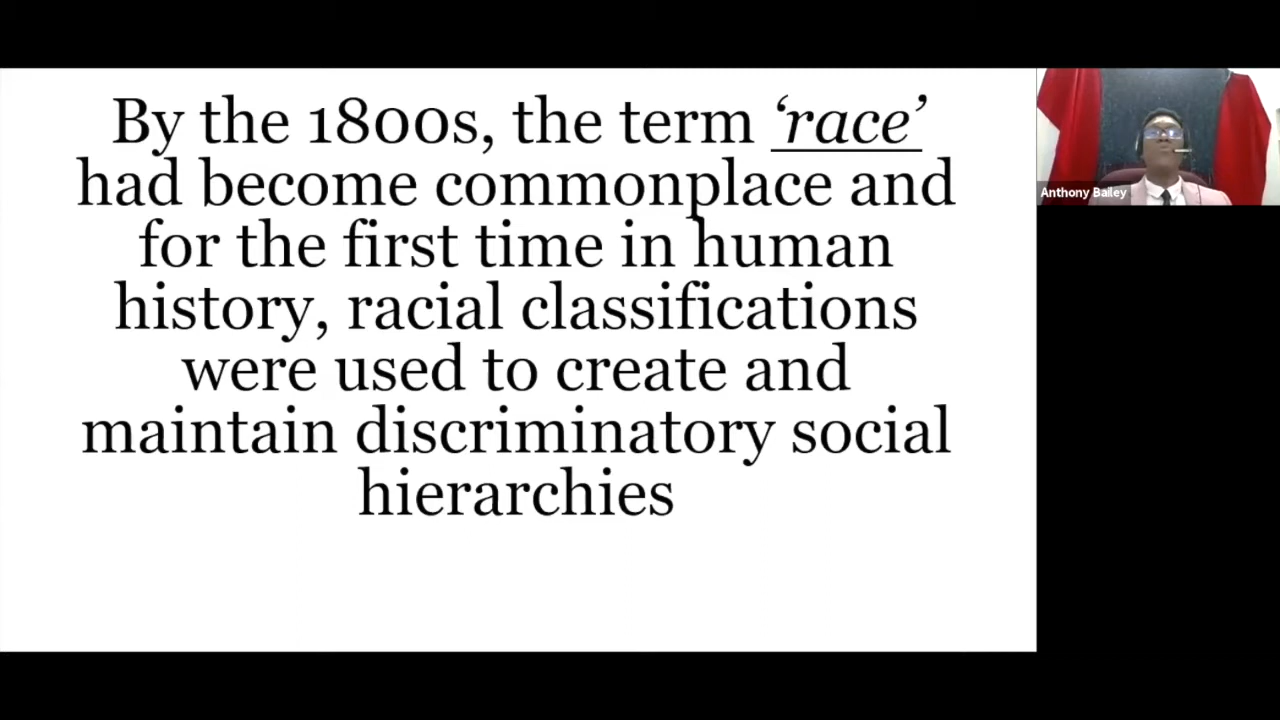 By the 1800s, the term ‘race’
had become commonplace and
for the first time in human
history, racial classifications
were used to create and
maintain discriminatory social
hierarchies
Anthony Bailey